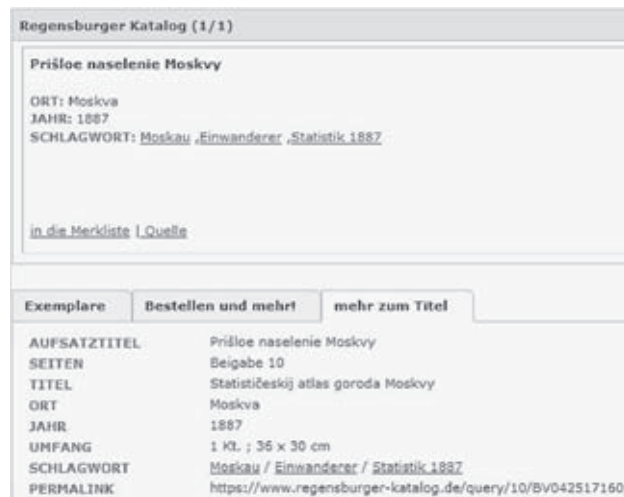 Regensburger Katalog (1/1)
Prišloe naselenie Moskvy
ORT: Moskva
JAHR: 1887
SCHLAGWORT: Moskau ,Einwanderer ,Statistik 1887
in die Merkliste | Quelle
Exemplare Bestellen und mehr! mehr zum Titel
AUFSATZTITEL Prišloe naselenie Moskvy
SEITEN Beigabe 10
TITEL Statističeskij atlas goroda Moskvy
ORT Moskva
JAHR 1887
UMFANG 1 Kt. ; 36 x 30 cm
SCHLAGWORT Moskau / Einwanderer / Statistik 1887
PERMALINK https://www.regensburger-katalog.de/query/10/BV042517160